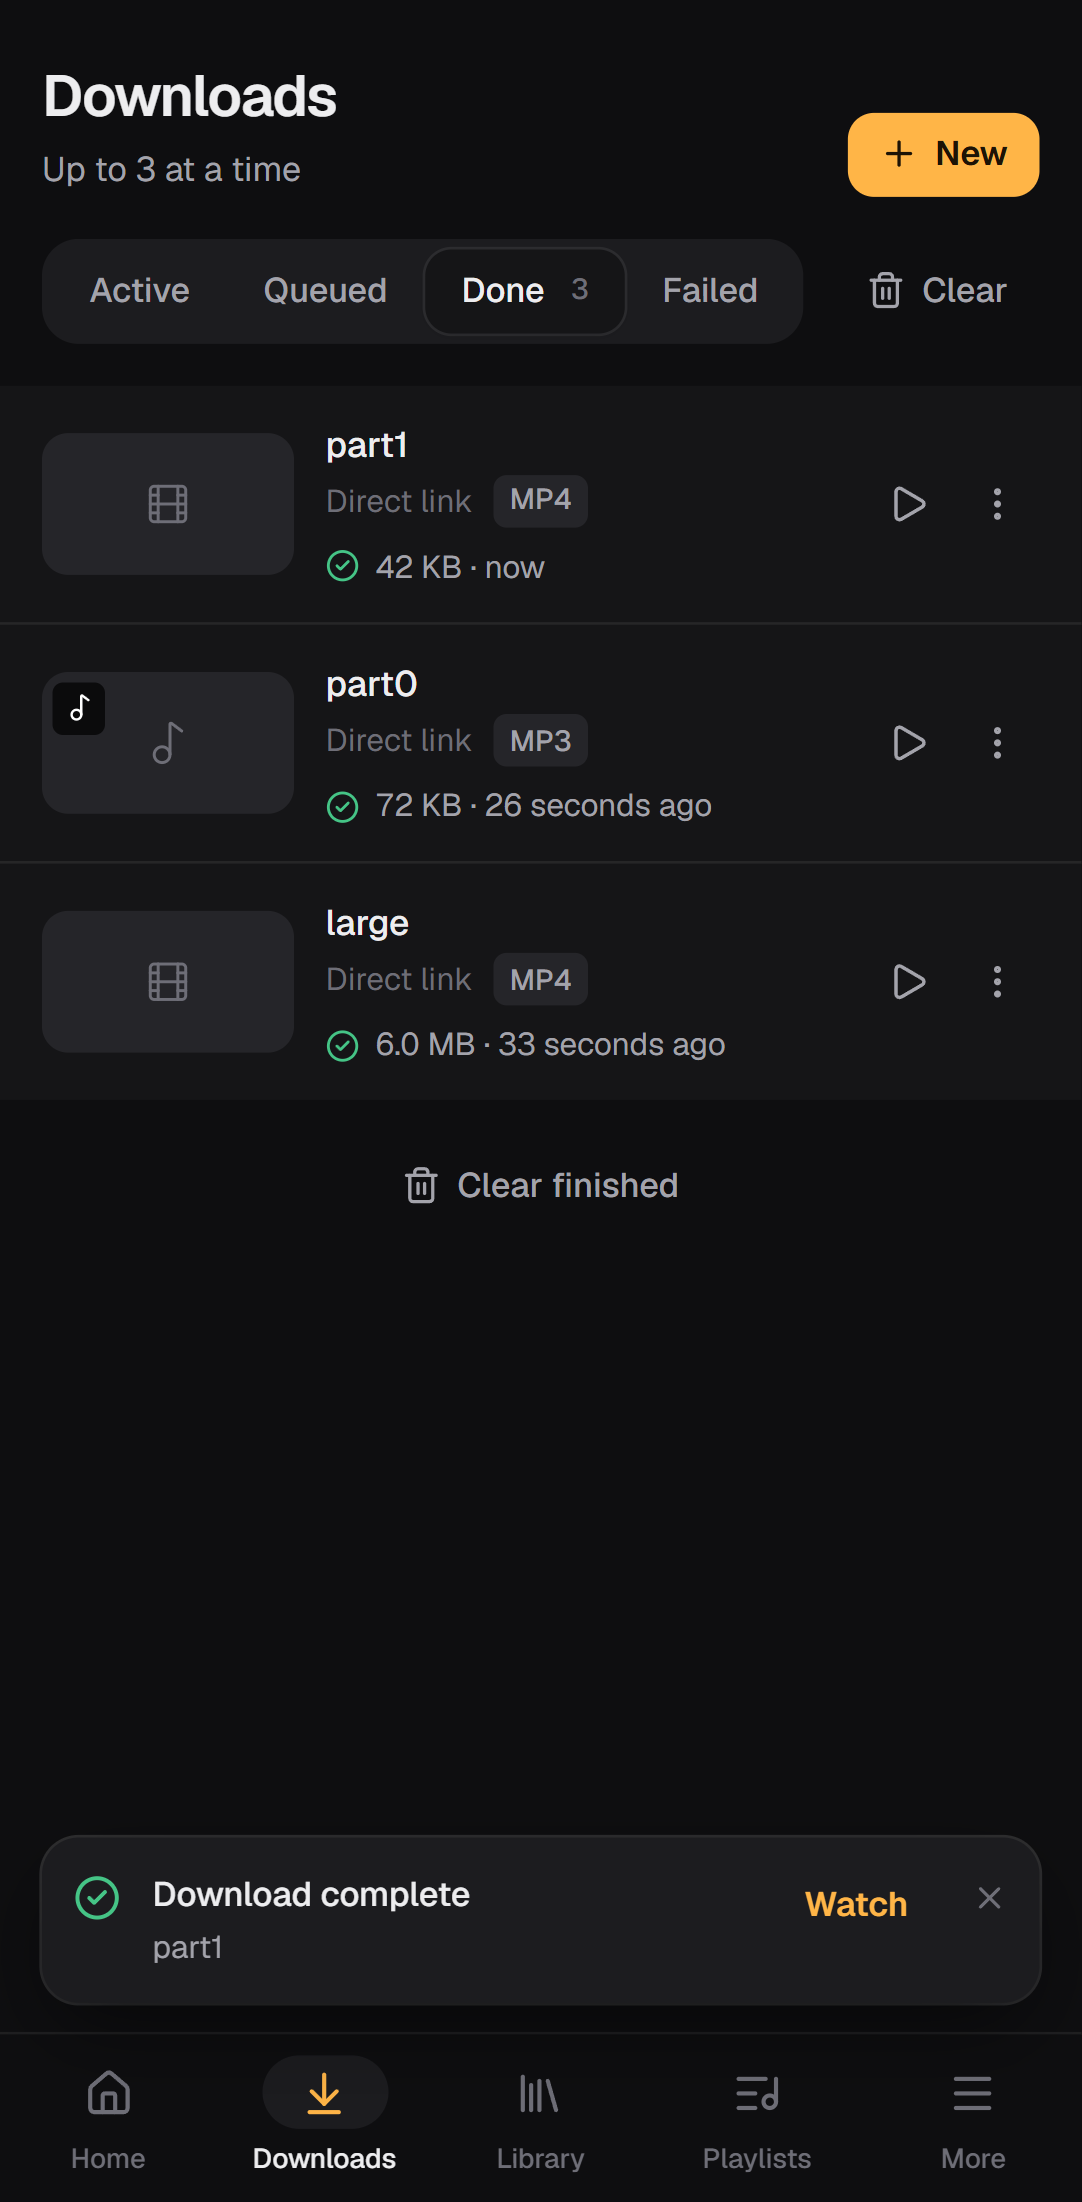 Downloads
Up to 3 at a time
New
Active Queued Done 3 Failed Clear
part1
Direct link MP4
42 KB · now
part0
Direct link MP3
72 KB · 26 seconds ago
large
Direct link MP4
6.0 MB · 33 seconds ago
Clear finished
Download complete
Watch
part1
Home Downloads Library Playlists More